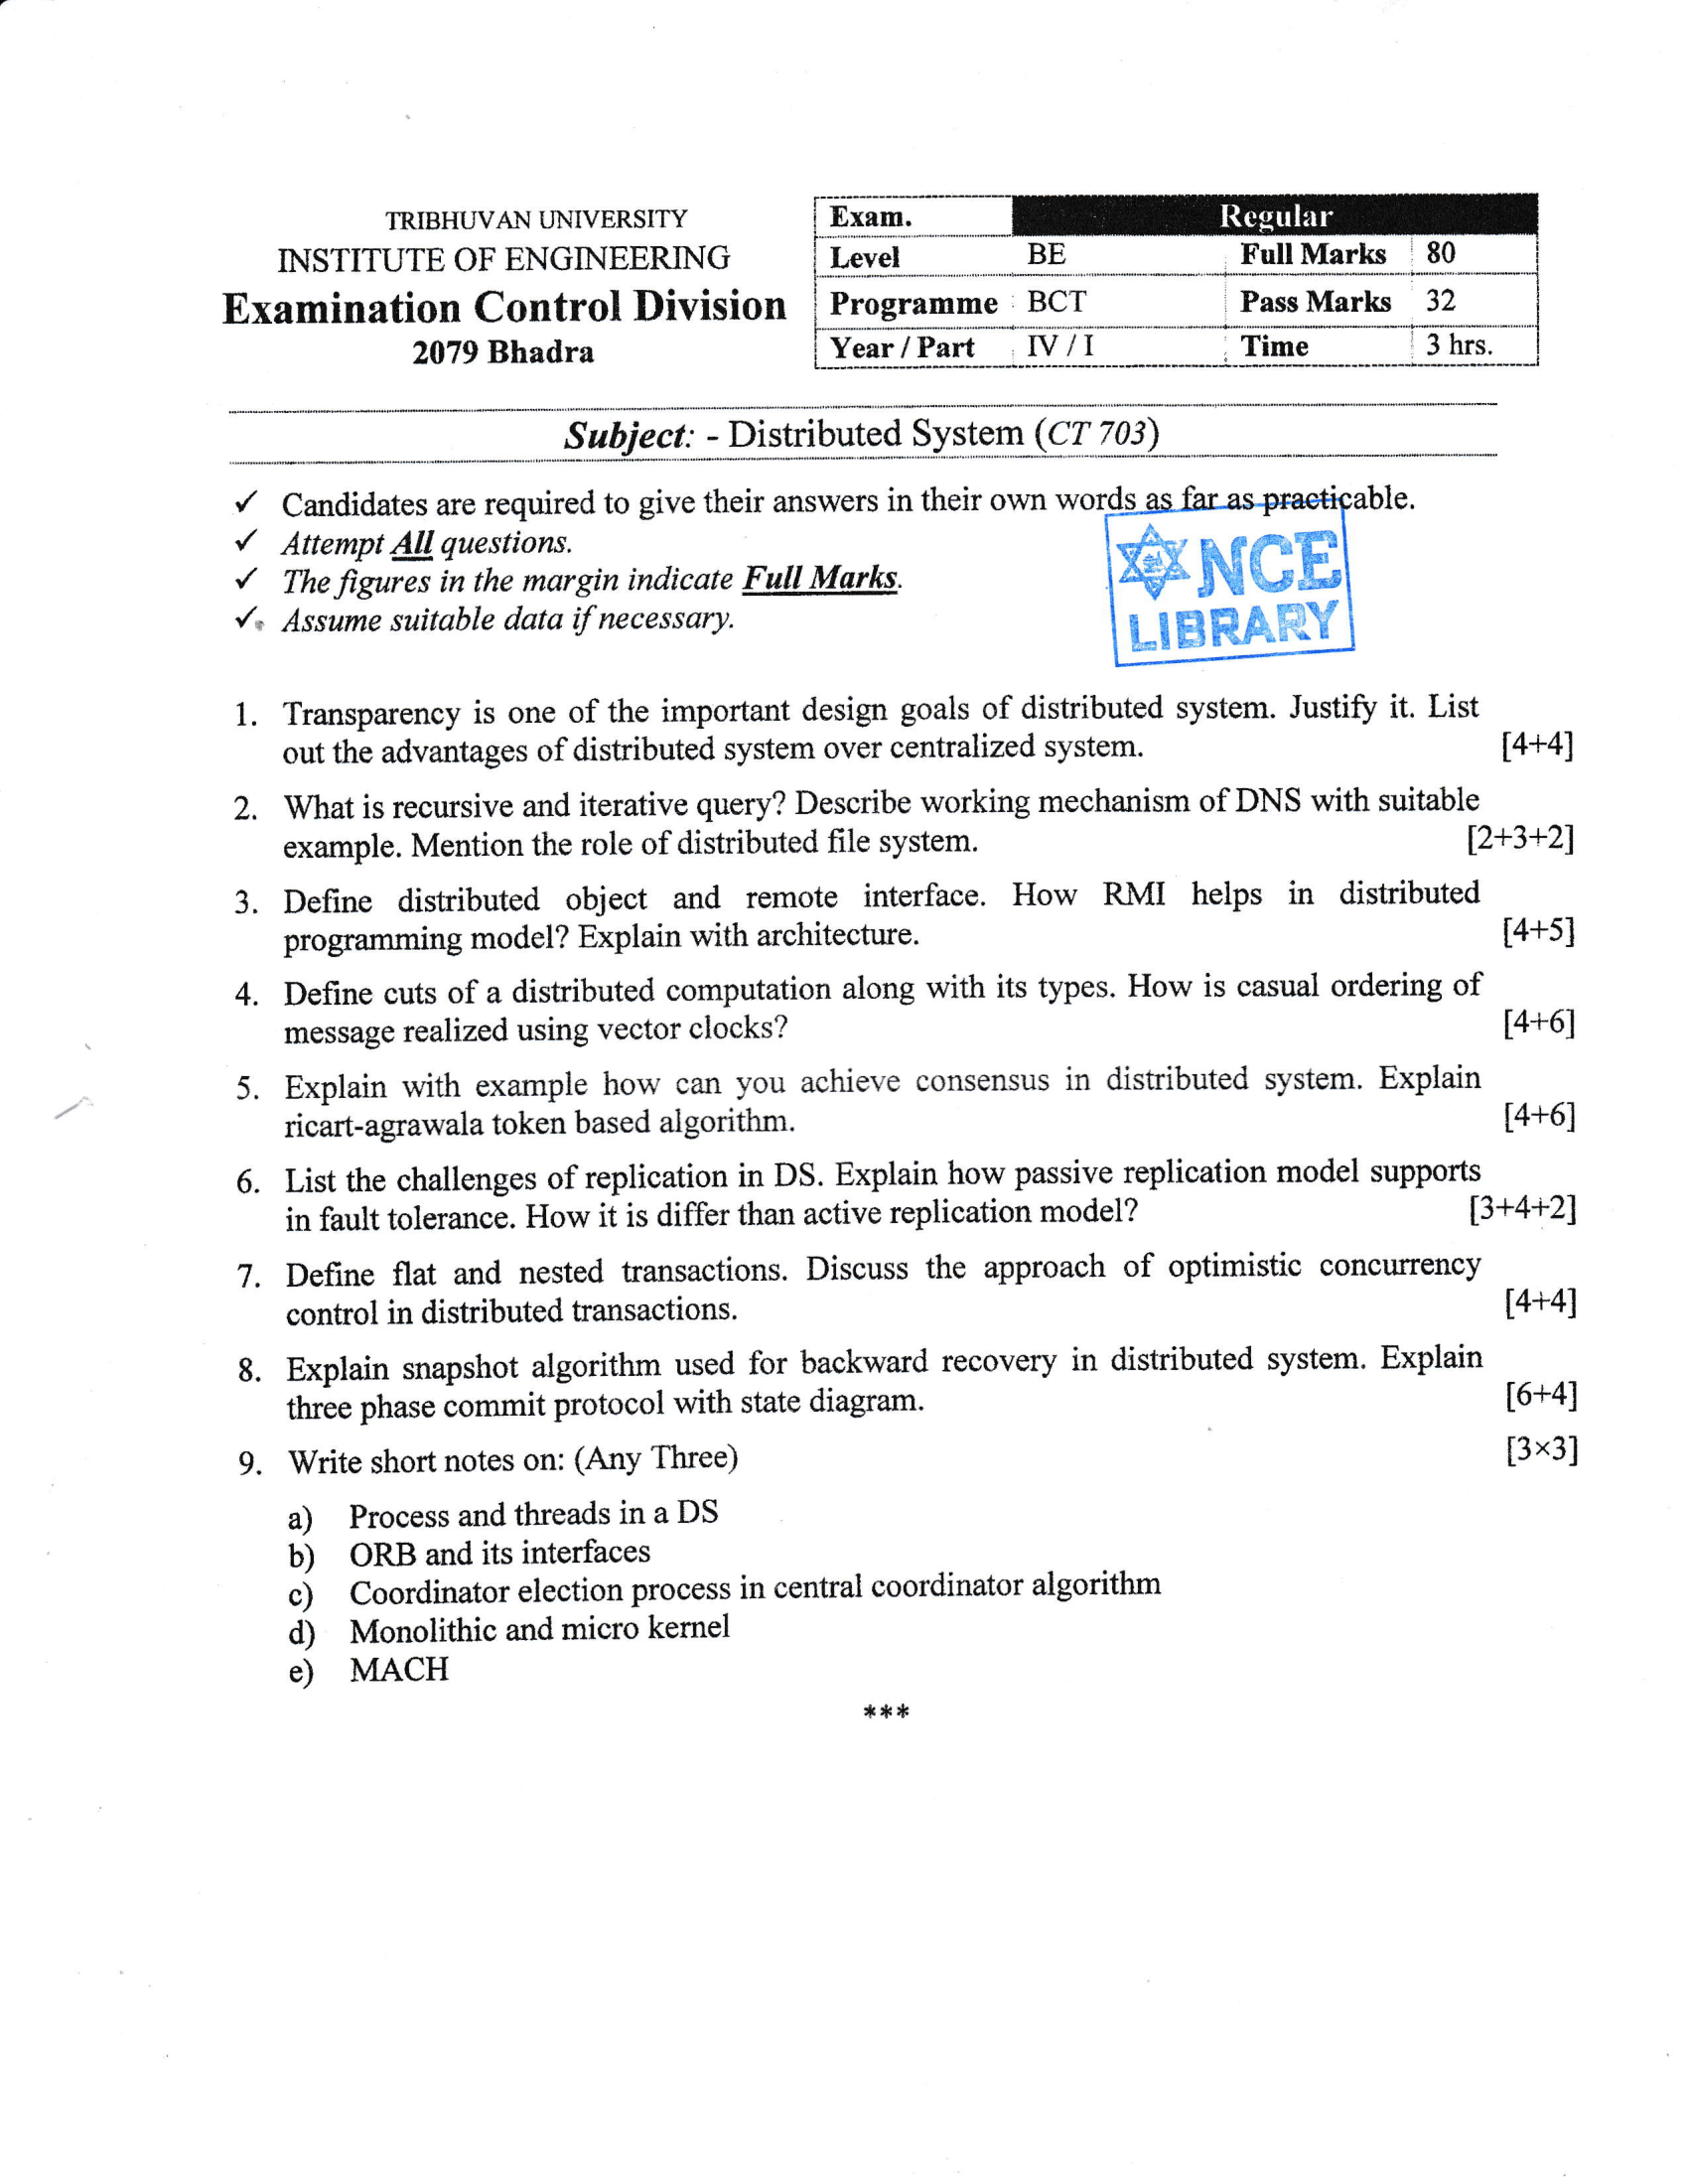 TRIBHUVAN UNIVERSITY
INSTITUTE OF ENGINEERING
Examination Control Division
2079 Bhadra
Exam. Regular
Level BE Full Marks 80
Programme BCT Pass Marks 32
Year / Part IV / I Time 3 hrs.
Subject: - Distributed System (CT 703)
✓ Candidates are required to give their answers in their own words as far as practicable.
✓ Attempt All questions.
✓ The figures in the margin indicate Full Marks.
✓ Assume suitable data if necessary.
NCE
LIBRARY
1. Transparency is one of the important design goals of distributed system. Justify it. List
out the advantages of distributed system over centralized system. [4+4]
2. What is recursive and iterative query? Describe working mechanism of DNS with suitable
example. Mention the role of distributed file system. [2+3+2]
3. Define distributed object and remote interface. How RMI helps in distributed
programming model? Explain with architecture. [4+5]
4. Define cuts of a distributed computation along with its types. How is casual ordering of
message realized using vector clocks? [4+6]
5. Explain with example how can you achieve consensus in distributed system. Explain
ricart-agrawala token based algorithm. [4+6]
6. List the challenges of replication in DS. Explain how passive replication model supports
in fault tolerance. How it is differ than active replication model? [3+4+2]
7. Define flat and nested transactions. Discuss the approach of optimistic concurrency
control in distributed transactions. [4+4]
8. Explain snapshot algorithm used for backward recovery in distributed system. Explain
three phase commit protocol with state diagram. [6+4]
9. Write short notes on: (Any Three) [3×3]
a) Process and threads in a DS
b) ORB and its interfaces
c) Coordinator election process in central coordinator algorithm
d) Monolithic and micro kernel
e) MACH
***